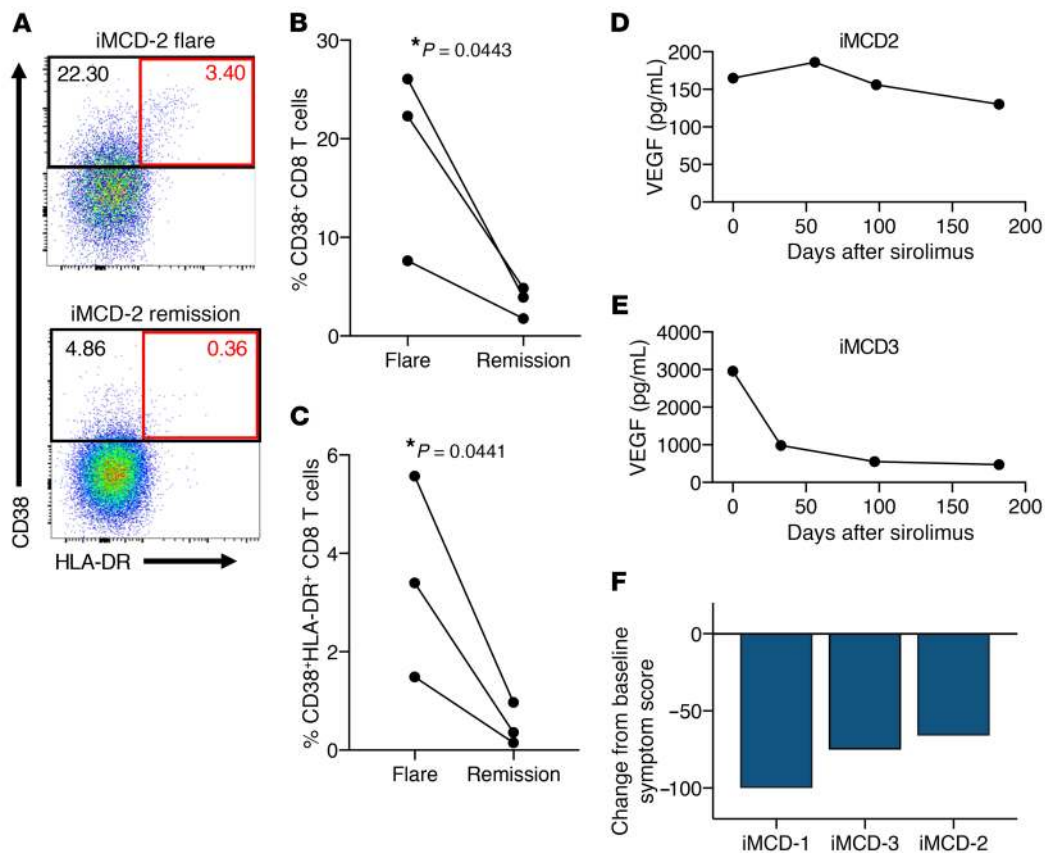 A
iMCD-2 flare
22.30
3.40
iMCD-2 remission
4.86
0.36
CD38
HLA-DR
B
*P = 0.0443
30
20
10
0
% CD38⁺ CD8 T cells
Flare
Remission
C
*P = 0.0441
6
4
2
0
% CD38⁺HLA-DR⁺ CD8 T cells
Flare
Remission
D
iMCD2
200
150
100
50
0
VEGF (pg/mL)
0
50
100
150
200
Days after sirolimus
E
iMCD3
4000
3000
2000
1000
0
VEGF (pg/mL)
0
50
100
150
200
Days after sirolimus
F
0
−50
−100
Change from baseline
symptom score
iMCD-1
iMCD-3
iMCD-2